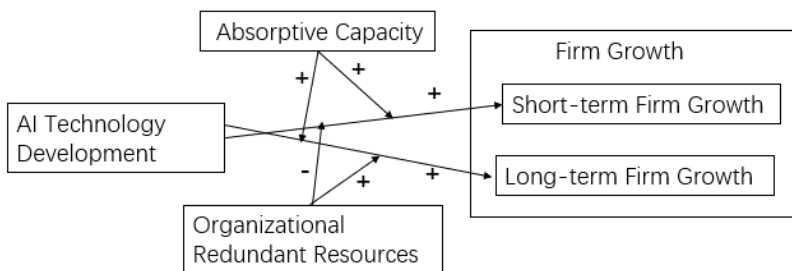 Absorptive Capacity
Firm Growth
+
+
+
Short-term Firm Growth
AI Technology
Development
-
+
+
Long-term Firm Growth
Organizational
Redundant Resources